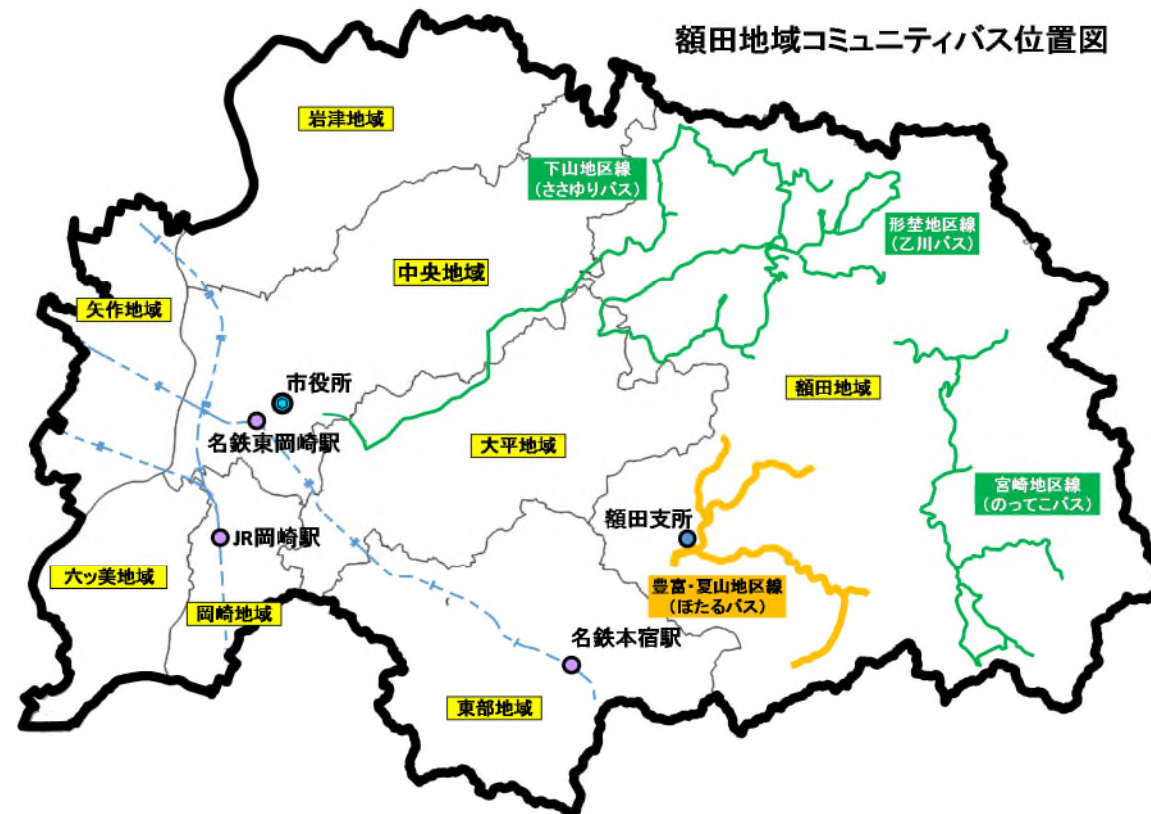 額田地域コミュニティバス位置図
岩津地域
下山地区線
(ささゆりバス)
形埜地区線
(乙川バス)
中央地域
矢作地域
市役所
額田地域
名鉄東岡崎駅
大平地域
宮崎地区線
(のってこバス)
額田支所
JR岡崎駅
六ッ美地域
豊富・夏山地区線
(ほたるバス)
岡崎地域
名鉄本宿駅
東部地域